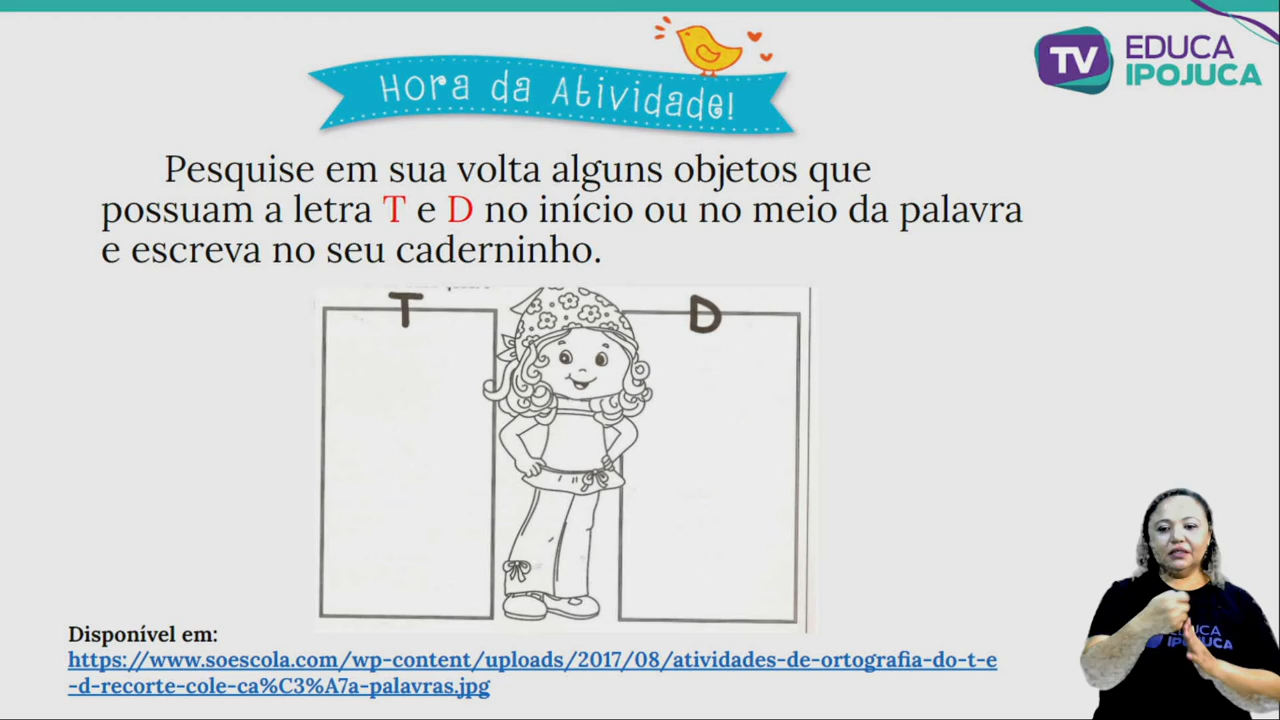 Hora da Atividade!
TV EDUCA
IPOJUCA
Pesquise em sua volta alguns objetos que
possuam a letra T e D no início ou no meio da palavra
e escreva no seu caderninho.
T
D
Disponível em:
https://www.soescola.com/wp-content/uploads/2017/08/atividades-de-ortografia-do-t-e
-d-recorte-cole-ca%C3%A7a-palavras.jpg